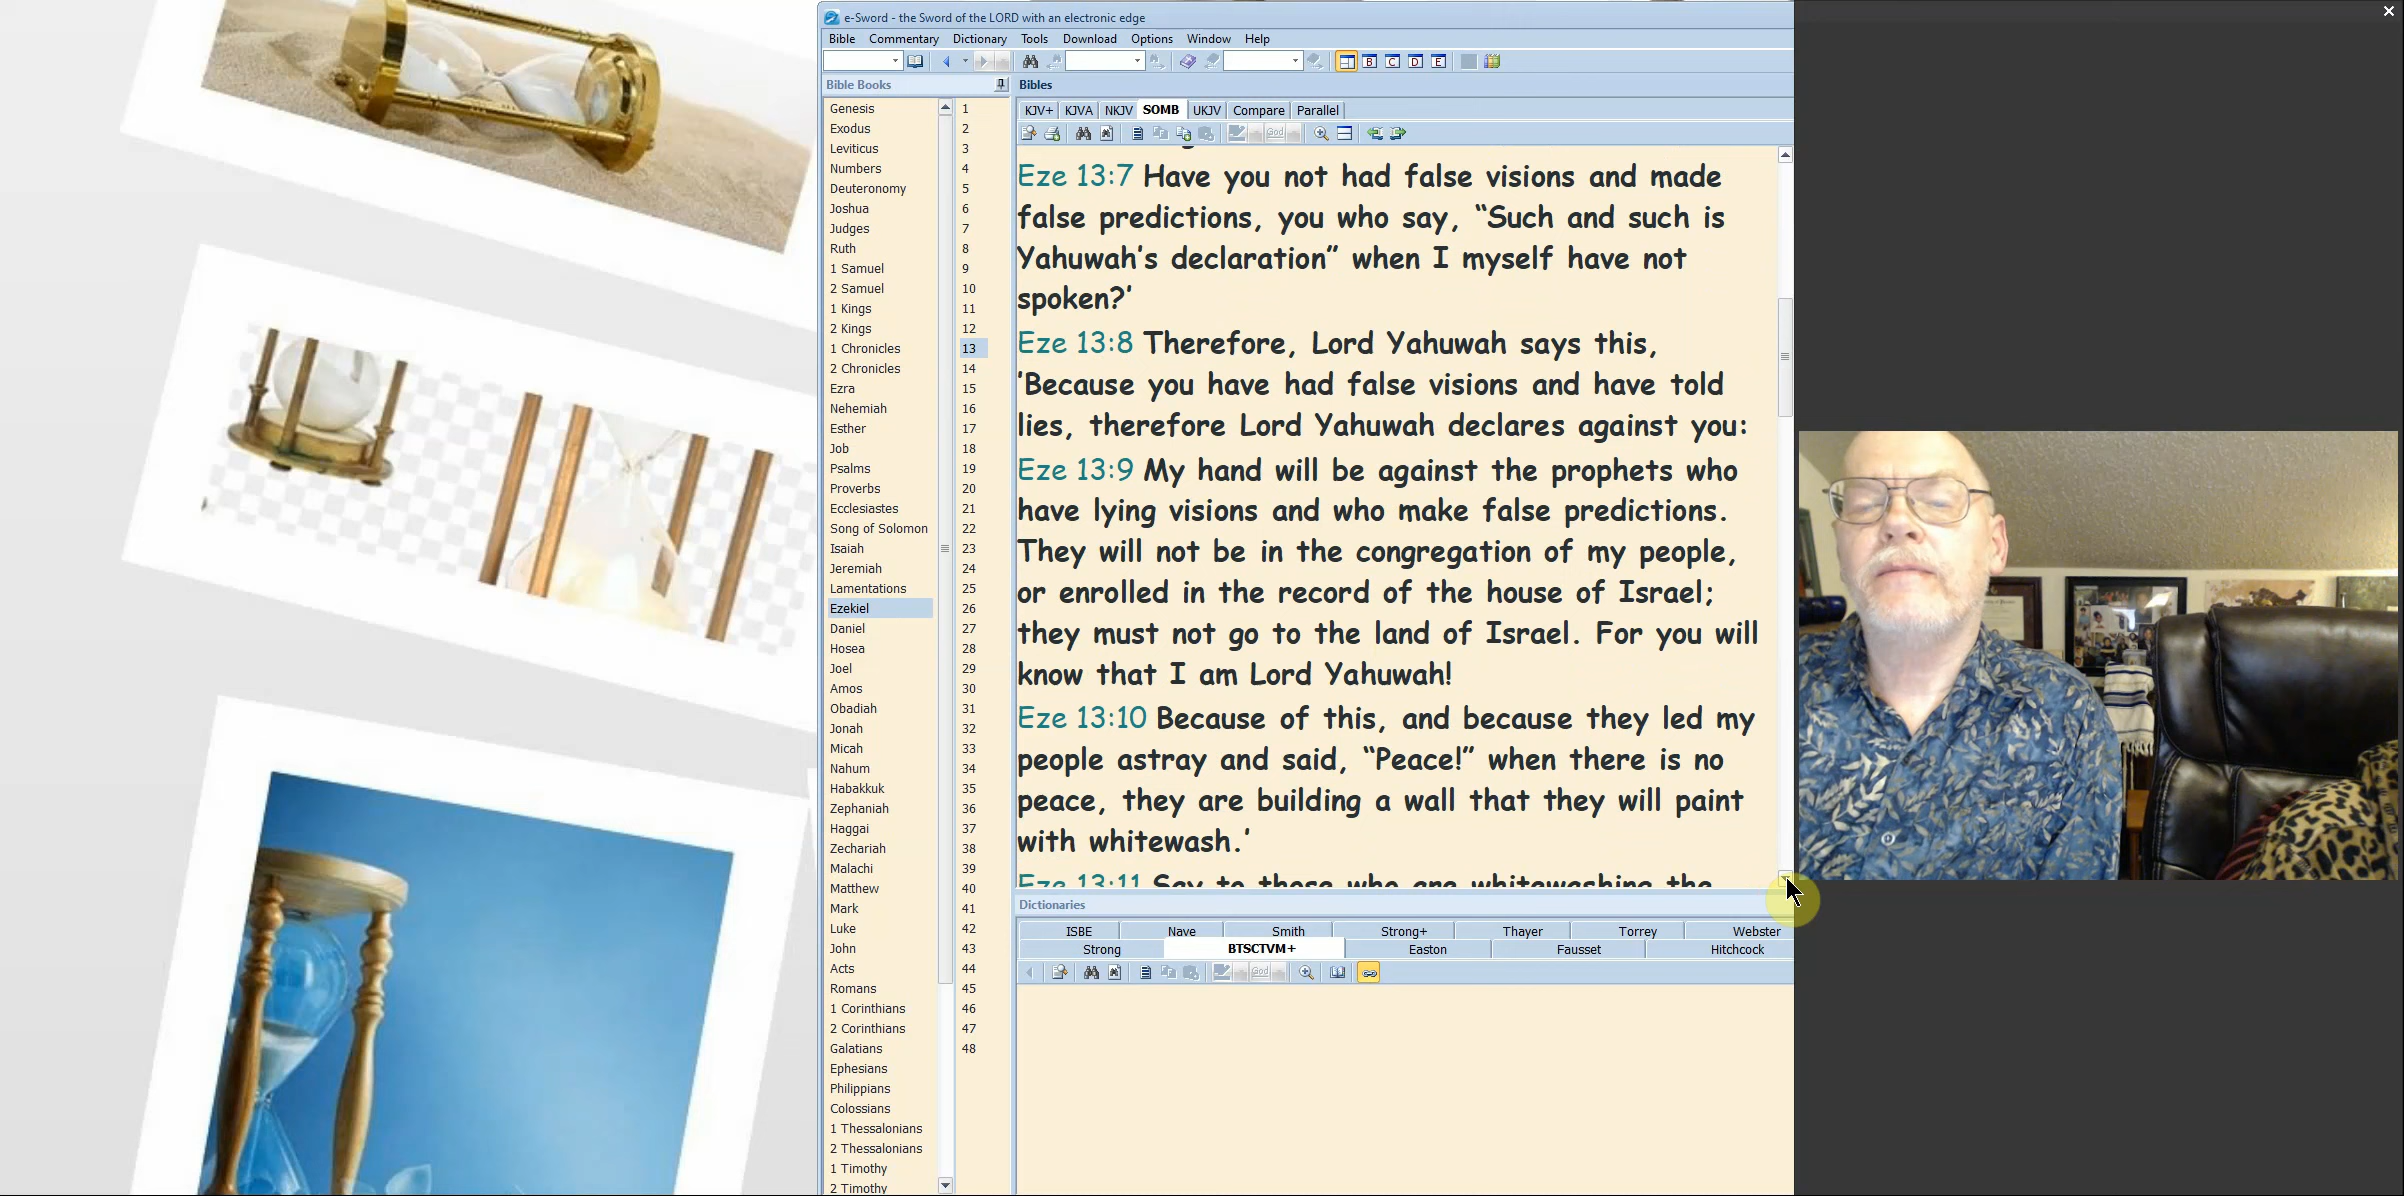 e-Sword - the Sword of the LORD with an electronic edge
Bible Commentary Dictionary Tools Download Options Window Help
B C D E
Bible Books
Bibles
KJV+ KJVA NKJV SOMB UKJV Compare Parallel
God
Genesis
Exodus
Leviticus
Numbers
Deuteronomy
Joshua
Judges
Ruth
1 Samuel
2 Samuel
1 Kings
2 Kings
1 Chronicles
2 Chronicles
Ezra
Nehemiah
Esther
Job
Psalms
Proverbs
Ecclesiastes
Song of Solomon
Isaiah
Jeremiah
Lamentations
Ezekiel
Daniel
Hosea
Joel
Amos
Obadiah
Jonah
Micah
Nahum
Habakkuk
Zephaniah
Haggai
Zechariah
Malachi
Matthew
Mark
Luke
John
Acts
Romans
1 Corinthians
2 Corinthians
Galatians
Ephesians
Philippians
Colossians
1 Thessalonians
2 Thessalonians
1 Timothy
2 Timothy
1
2
3
4
5
6
7
8
9
10
11
12
13
14
15
16
17
18
19
20
21
22
23
24
25
26
27
28
29
30
31
32
33
34
35
36
37
38
39
40
41
42
43
44
45
46
47
48
Eze 13:7 Have you not had false visions and made
false predictions, you who say, “Such and such is
Yahuwah's declaration” when I myself have not
spoken?'
Eze 13:8 Therefore, Lord Yahuwah says this,
'Because you have had false visions and have told
lies, therefore Lord Yahuwah declares against you:
Eze 13:9 My hand will be against the prophets who
have lying visions and who make false predictions.
They will not be in the congregation of my people,
or enrolled in the record of the house of Israel;
they must not go to the land of Israel. For you will
know that I am Lord Yahuwah!
Eze 13:10 Because of this, and because they led my
people astray and said, “Peace!” when there is no
peace, they are building a wall that they will paint
with whitewash.'
Eze 13:11 Say to those who are whitewashing the
Dictionaries
ISBE Nave Smith Strong+ Thayer Torrey Webster
Strong BTSCTVM+ Easton Fausset Hitchcock
God